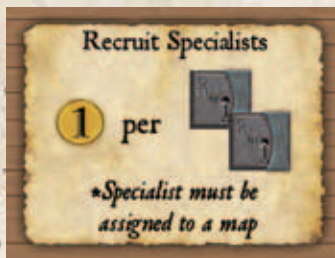 Recruit Specialists
1 per
*Specialist must be
assigned to a map